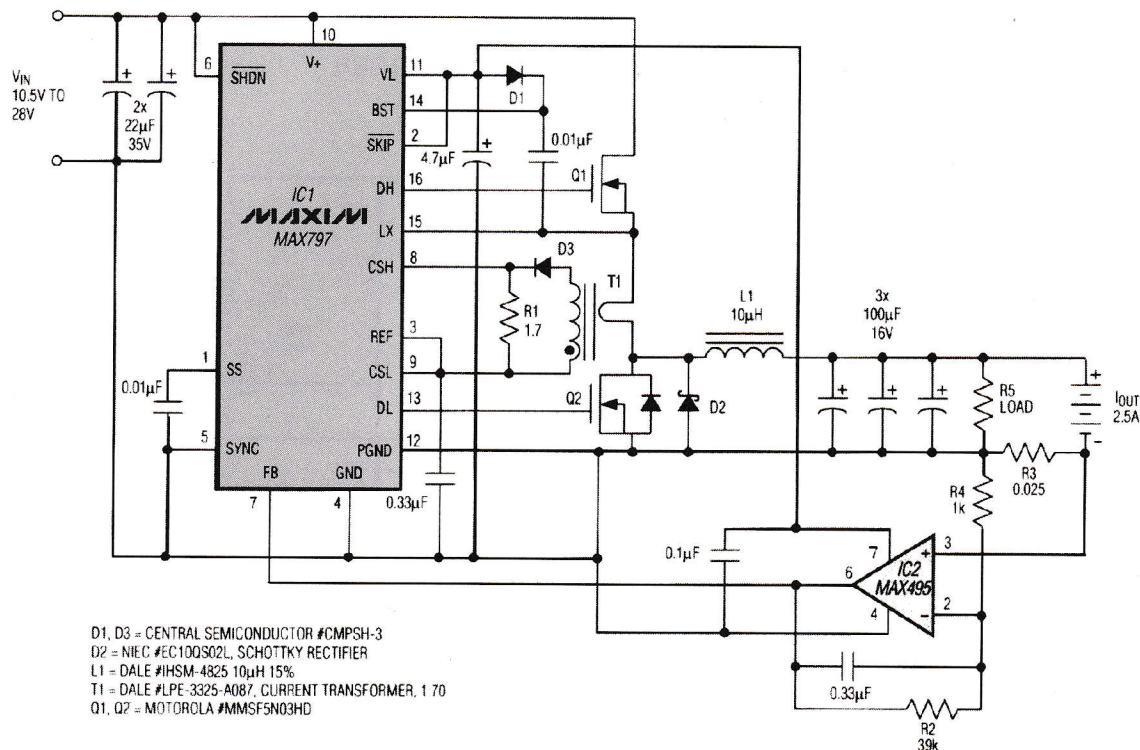 VIN
10.5V TO
28V
2x
22µF
35V
6
SHDN
10
V+
VL
11
BST
14
SKIP
2
DH
16
LX
15
CSH
8
REF
3
CSL
9
DL
13
PGND
12
IC1
MAXIM
MAX797
1
SS
0.01µF
5
SYNC
FB
7
GND
4
D1
4.7µF
0.01µF
Q1
D3
T1
R1
1.7
Q2
D2
0.33µF
L1
10µH
3x
100µF
16V
R5
LOAD
IOUT
2.5A
R3
0.025
R4
1k
0.1µF
7
6
4
3
2
IC2
MAX495
0.33µF
R2
39k
D1, D3 = CENTRAL SEMICONDUCTOR #CMPSH-3
D2 = NIEC #EC10QS02L, SCHOTTKY RECTIFIER
L1 = DALE #IHSM-4825 10µH 15%
T1 = DALE #LPE-3325-A087, CURRENT TRANSFORMER, 1 70
Q1, Q2 = MOTOROLA #MMSF5N03HD